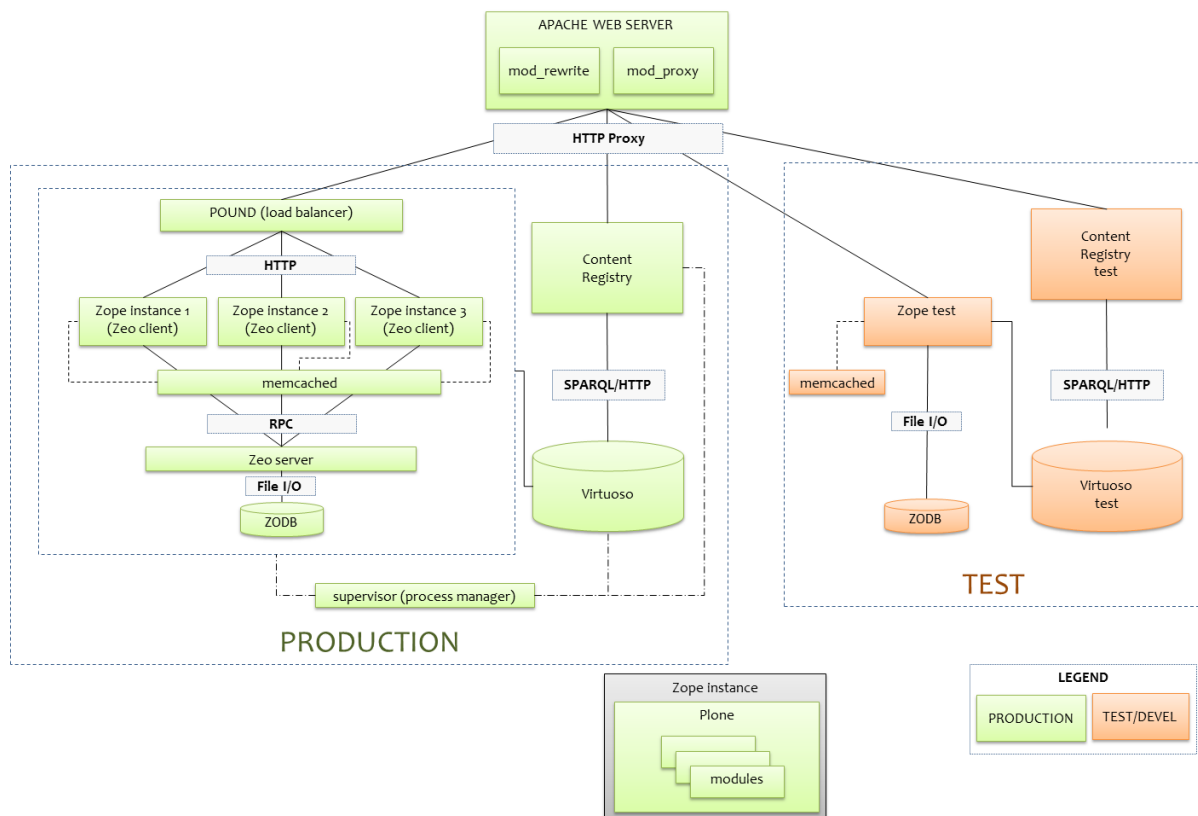 APACHE WEB SERVER
mod_rewrite
mod_proxy
HTTP Proxy
POUND (load balancer)
HTTP
Zope instance 1
(Zeo client)
Zope instance 2
(Zeo client)
Zope instance 3
(Zeo client)
memcached
RPC
Zeo server
File I/O
ZODB
Content
Registry
SPARQL/HTTP
Virtuoso
supervisor (process manager)
PRODUCTION
Content
Registry
test
Zope test
memcached
SPARQL/HTTP
File I/O
Virtuoso
test
ZODB
TEST
Zope instance
Plone
modules
LEGEND
PRODUCTION
TEST/DEVEL